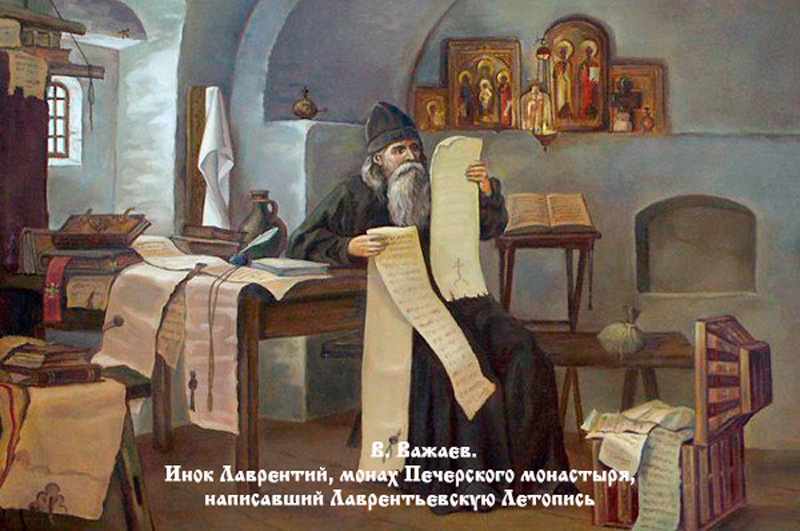 В. Важаев.
Инок Лаврентий, монах Печерского монастыря,
написавший Лаврентьевскую Летопись